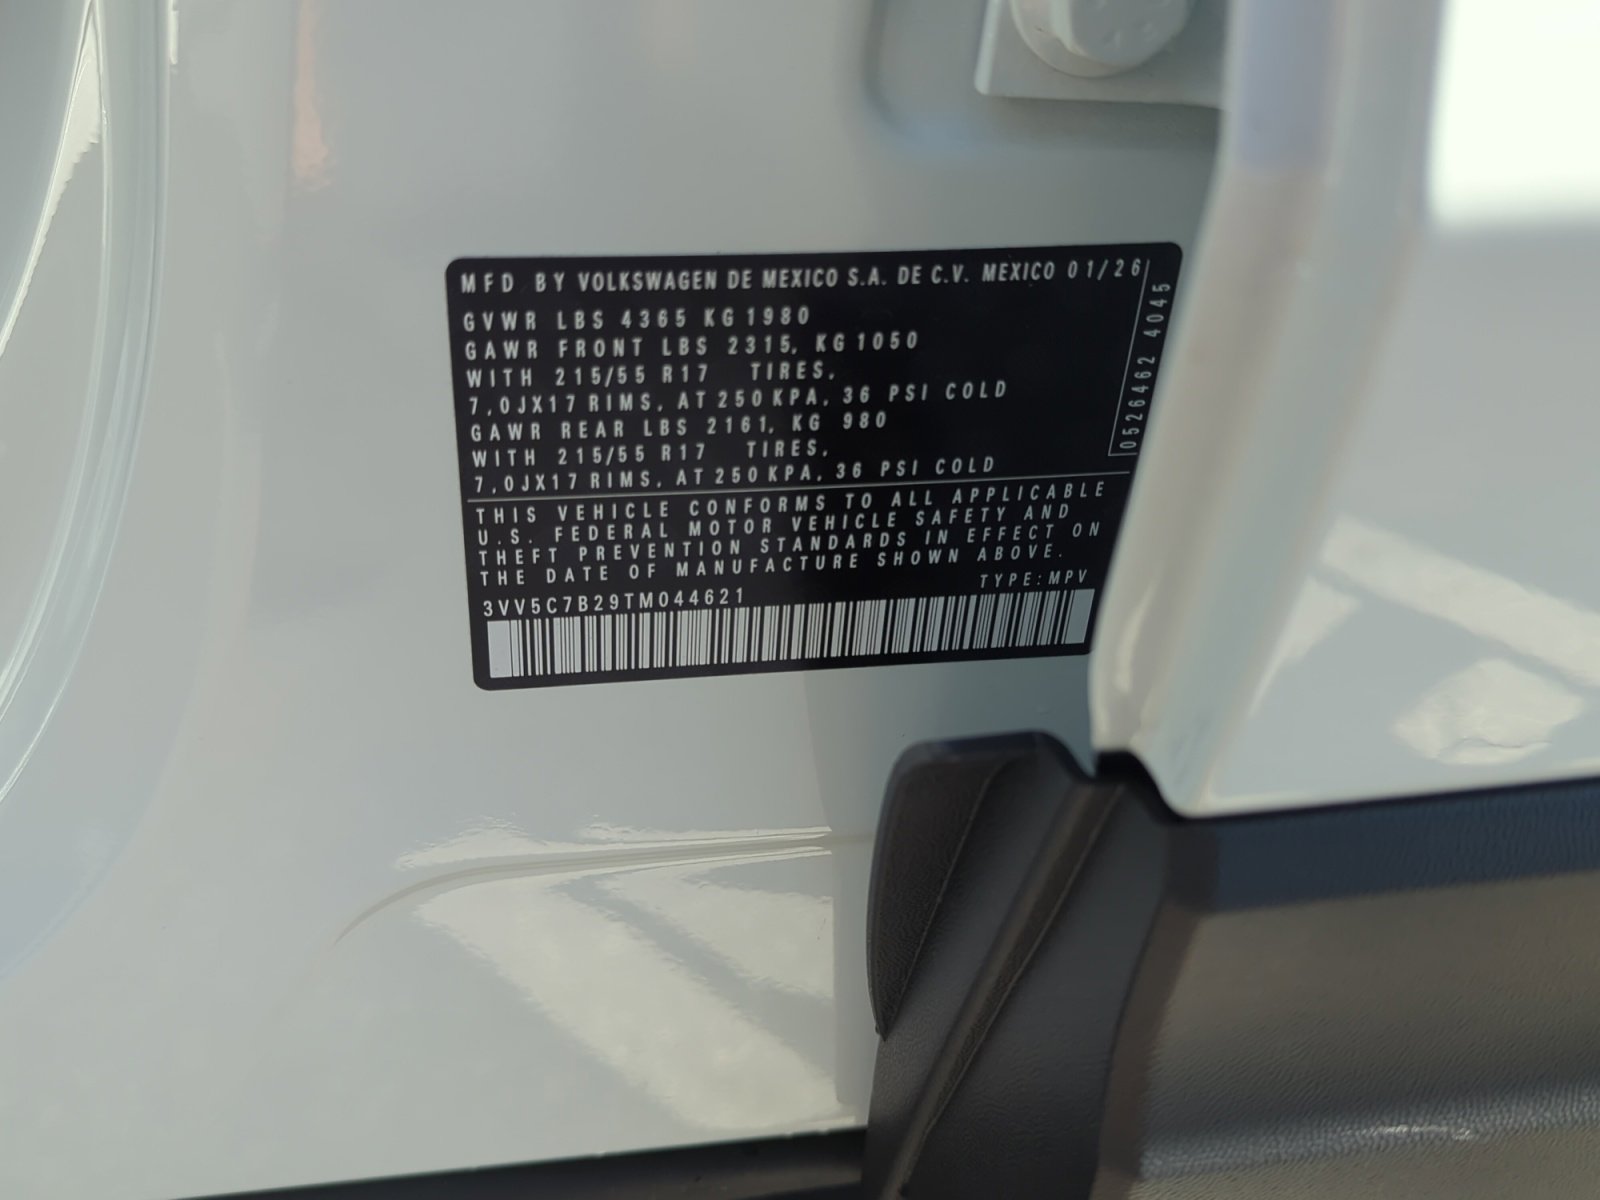 MFD BY VOLKSWAGEN DE MEXICO S.A. DE C.V. MEXICO 01/26
GVWR LBS 4365 KG 1980
GAWR FRONT LBS 2315, KG 1050
WITH 215/55 R17 TIRES,
7,0JX17 RIMS, AT 250 KPA, 36 PSI COLD
GAWR REAR LBS 2161, KG 980
WITH 215/55 R17 TIRES,
7,0JX17 RIMS, AT 250 KPA, 36 PSI COLD
0526462 4045
THIS VEHICLE CONFORMS TO ALL APPLICABLE
U.S. FEDERAL MOTOR VEHICLE SAFETY AND
THEFT PREVENTION STANDARDS IN EFFECT ON
THE DATE OF MANUFACTURE SHOWN ABOVE.
TYPE: MPV
3VV5C7B29TM044621